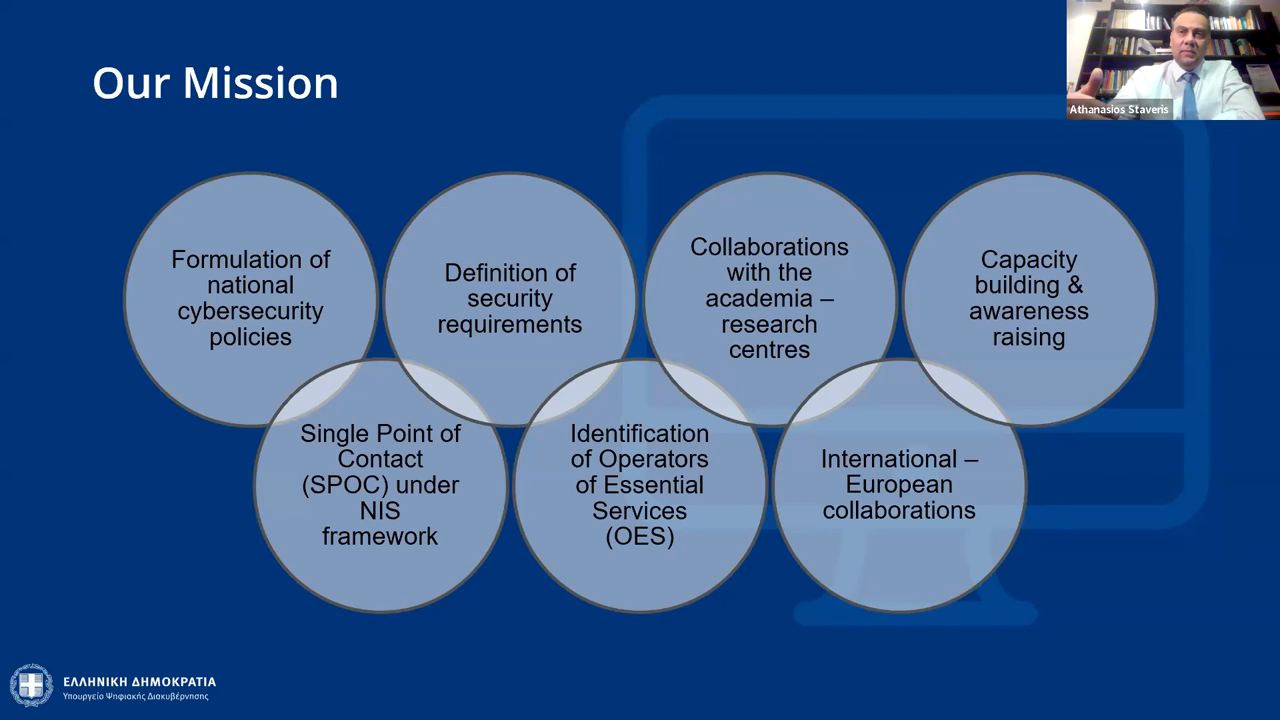 Our Mission
Athanasios Staveris
Formulation of
national
cybersecurity
policies
Definition of
security
requirements
Collaborations
with the
academia –
research
centres
Capacity
building &
awareness
raising
Single Point of
Contact
(SPOC) under
NIS
framework
Identification
of Operators
of Essential
Services
(OES)
International –
European
collaborations
ΕΛΛΗΝΙΚΗ ΔΗΜΟΚΡΑΤΙΑ
Υπουργείο Ψηφιακής Διακυβέρνησης